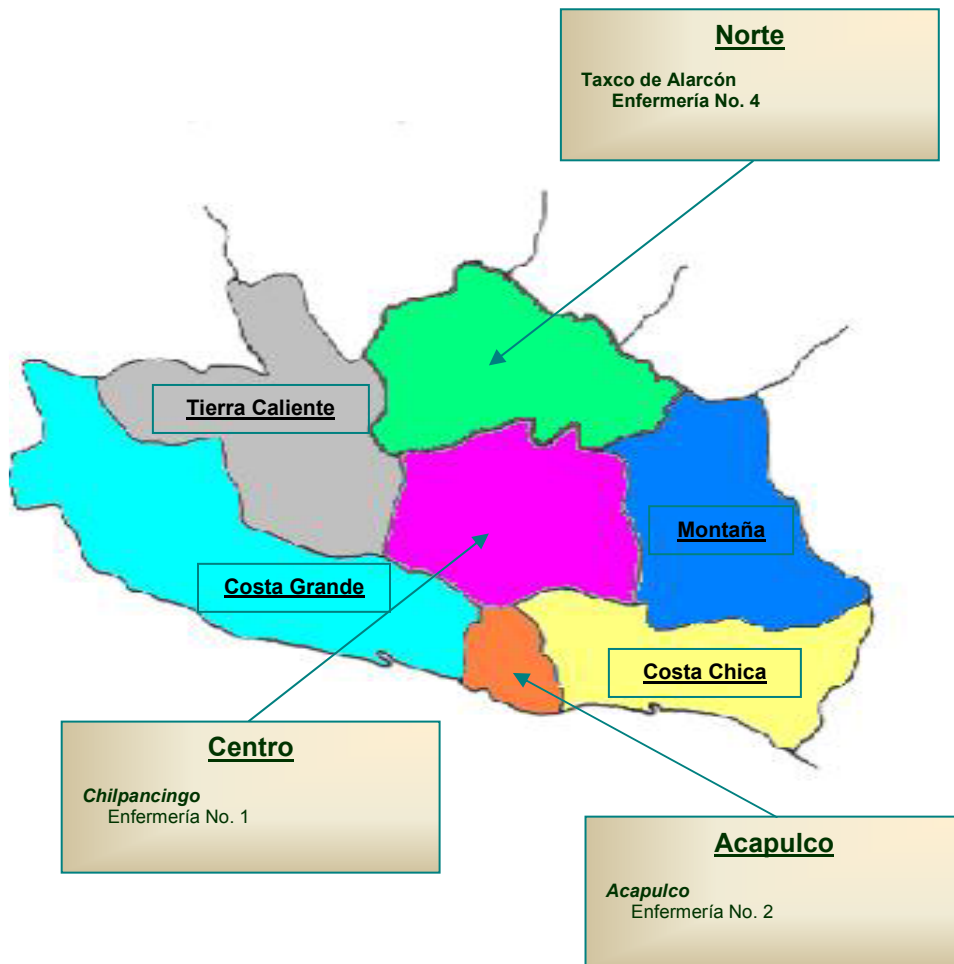 Norte
Taxco de Alarcón
Enfermería No. 4
Tierra Caliente
Montaña
Costa Grande
Costa Chica
Centro
Chilpancingo
Enfermería No. 1
Acapulco
Acapulco
Enfermería No. 2